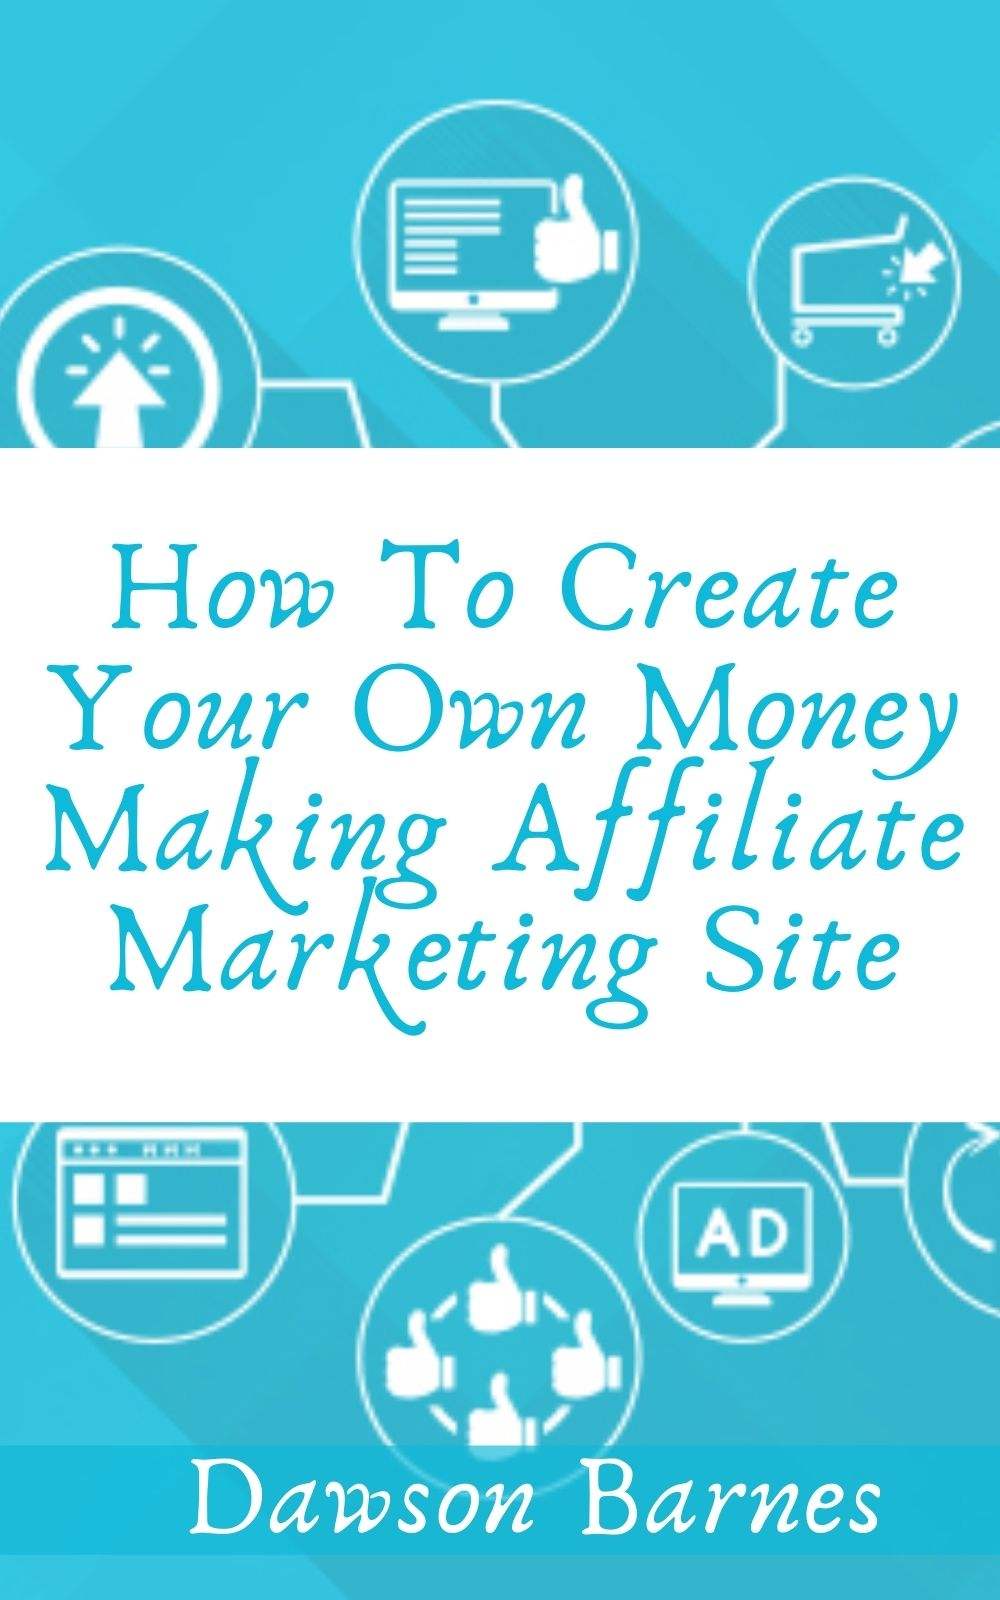 How To Create
Your Own Money
Making Affiliate
Marketing Site
AD
Dawson Barnes